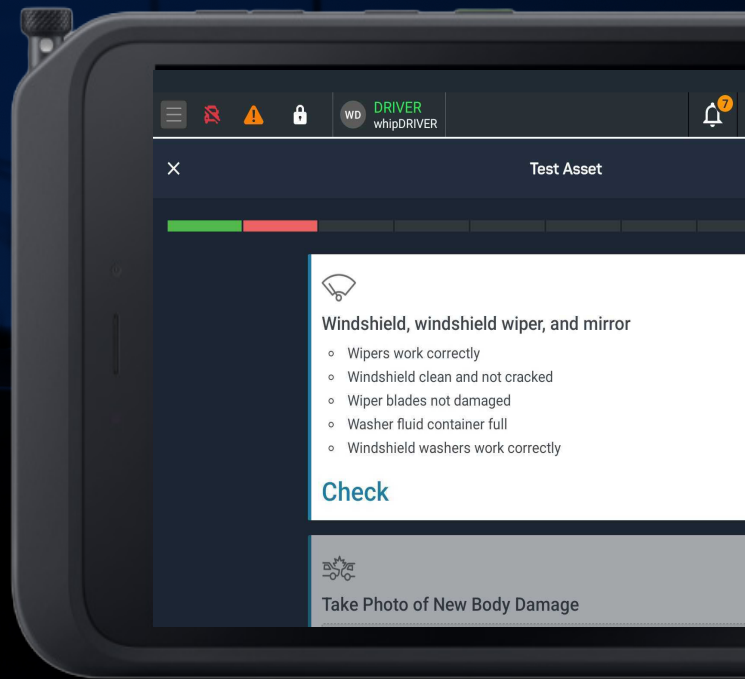 WD
DRIVER
whipDRIVER
7
Test Asset
Windshield, windshield wiper, and mirror
Wipers work correctly
Windshield clean and not cracked
Wiper blades not damaged
Washer fluid container full
Windshield washers work correctly
Check
Take Photo of New Body Damage